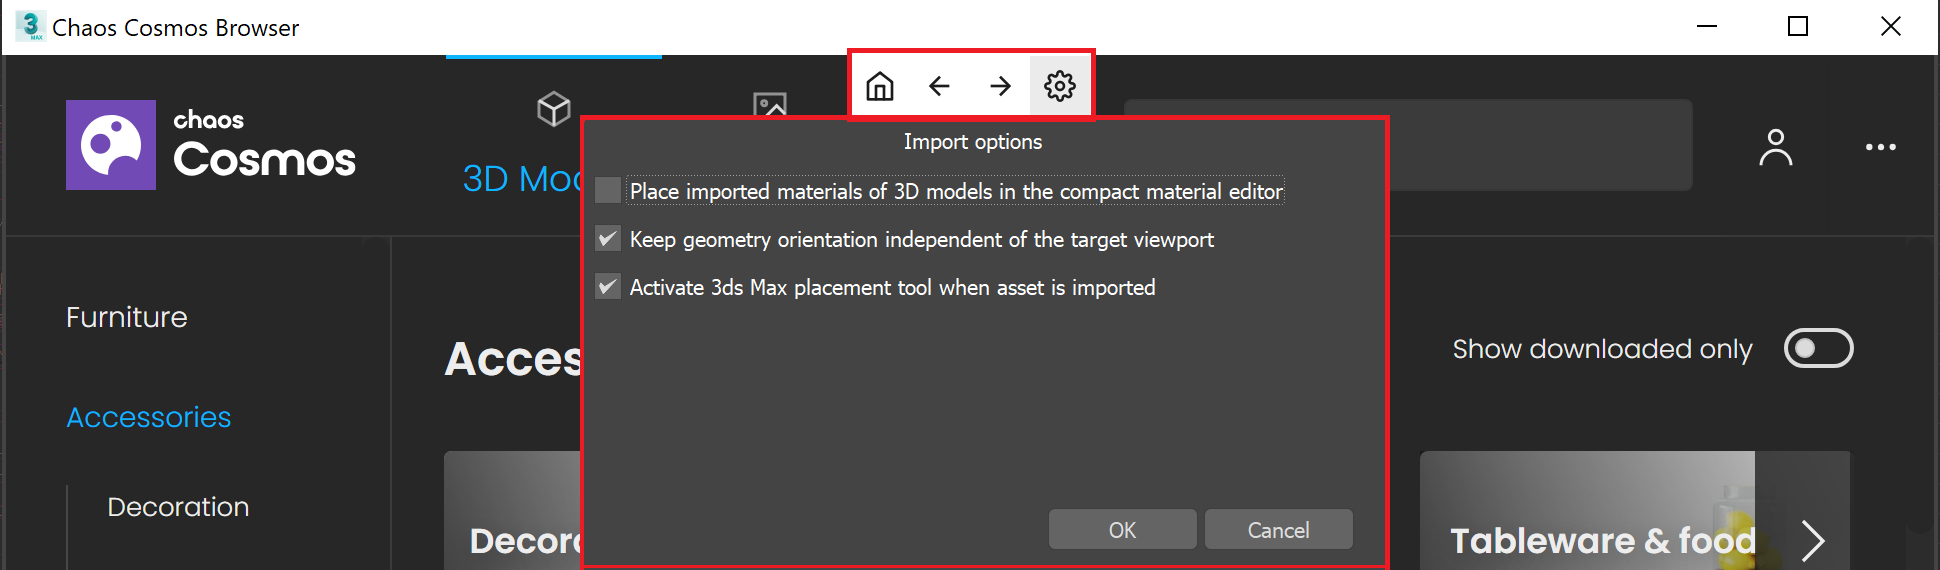 3
MAX
Chaos Cosmos Browser
chaos
Cosmos
3D Mod
Import options
Place imported materials of 3D models in the compact material editor
Keep geometry orientation independent of the target viewport
Activate 3ds Max placement tool when asset is imported
OK
Cancel
Furniture
Accessories
Decoration
Acces
Show downloaded only
Decor
Tableware & food